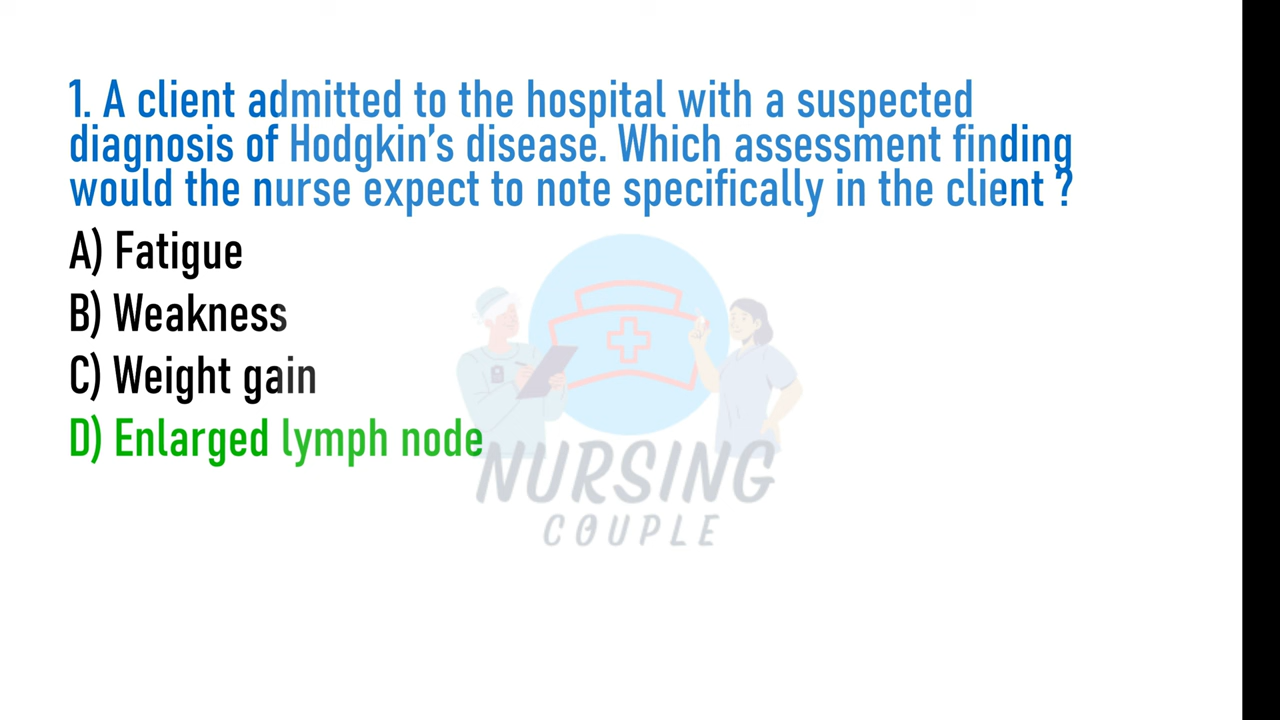 1. A client admitted to the hospital with a suspected
diagnosis of Hodgkin's disease. Which assessment finding
would the nurse expect to note specifically in the client ?
A) Fatigue
B) Weakness
C) Weight gain
D) Enlarged lymph node
NURSING
COUPLE